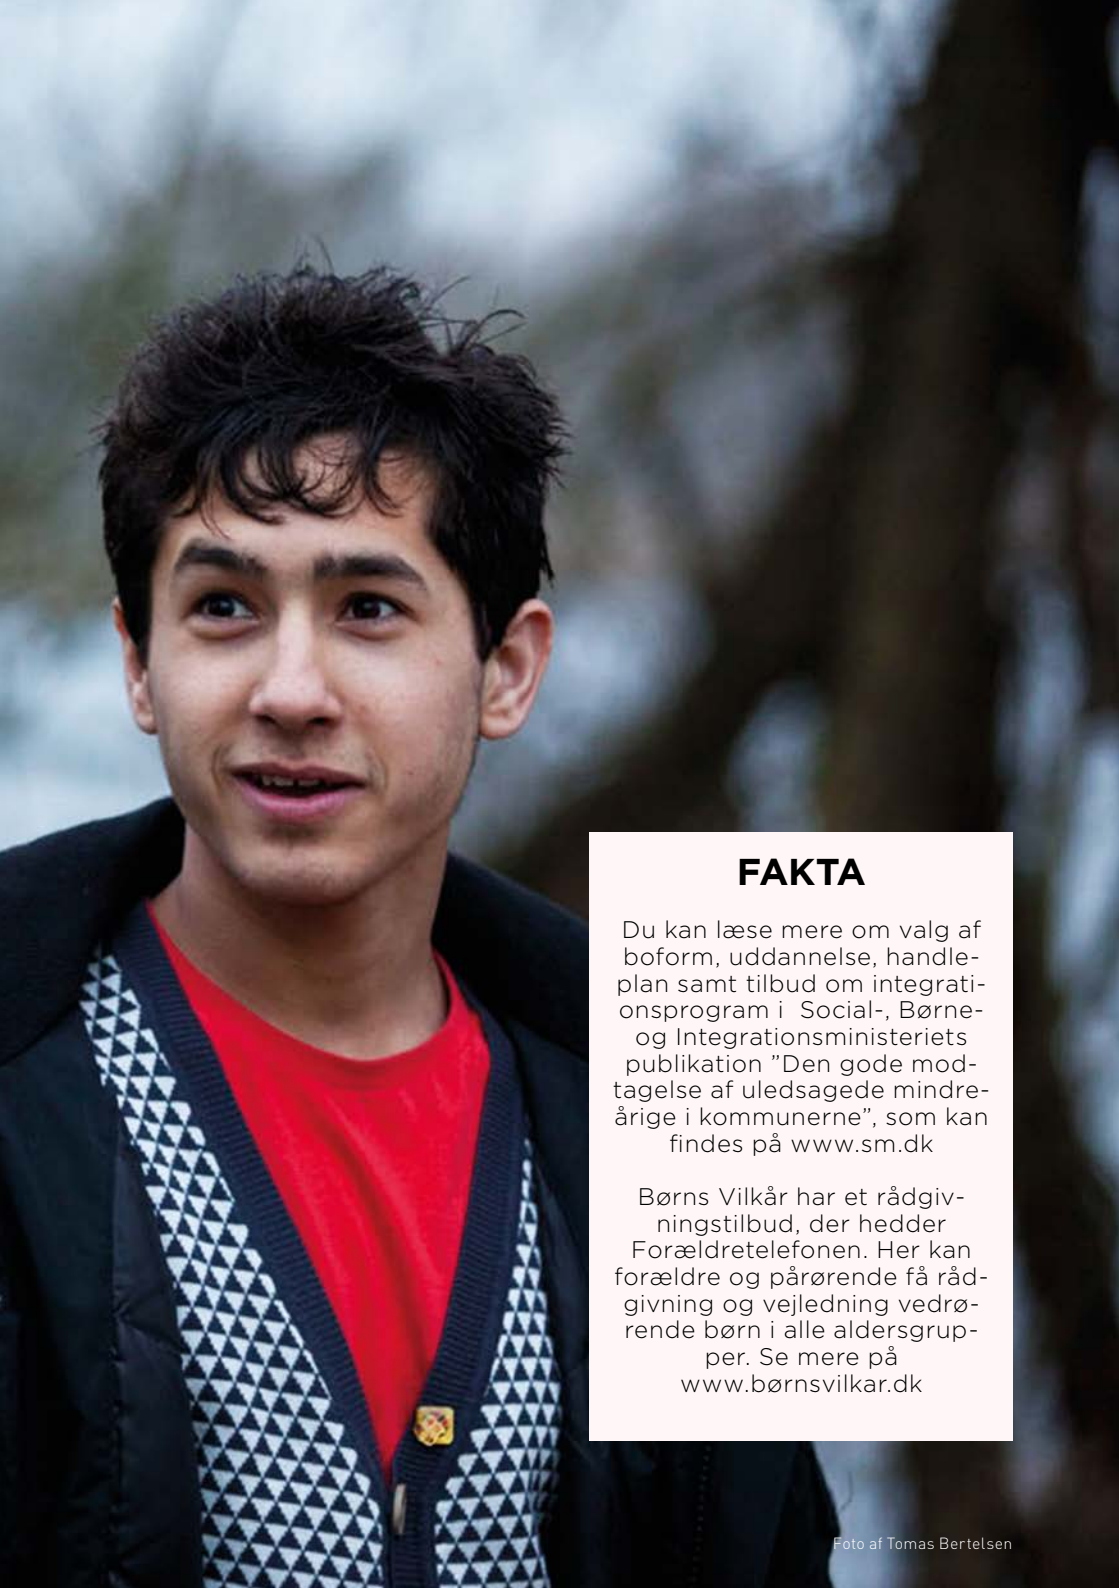 FAKTA
Du kan læse mere om valg af
boform, uddannelse, handle-
plan samt tilbud om integrati-
onsprogram i  Social-, Børne-
og Integrationsministeriets
publikation ”Den gode mod-
tagelse af uledsagede mindre-
årige i kommunerne”, som kan
findes på www.sm.dk
Børns Vilkår har et rådgiv-
ningstilbud, der hedder
Forældretelefonen. Her kan
forældre og pårørende få råd-
givning og vejledning vedrø-
rende børn i alle aldersgrup-
per. Se mere på
www.børnsvilkar.dk
Foto af Tomas Bertelsen